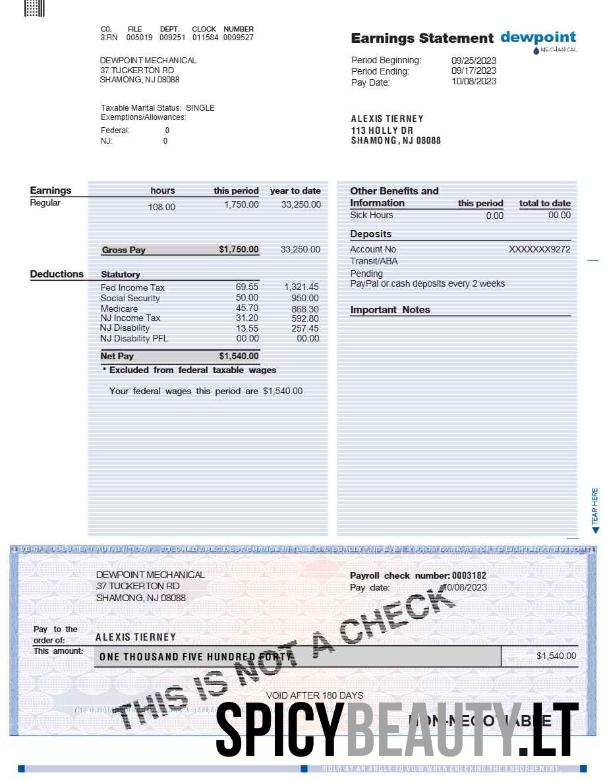 CO. FILE DEPT. CLOCK NUMBER
3RN 005019 009251 011584 0009527
Earnings Statement dewpoint
MECHANICAL
DEWPOINT MECHANICAL
37 TUCKERTON RD
SHAMONG, NJ 08088
Period Beginning: 09/25/2023
Period Ending: 09/17/2023
Pay Date: 10/08/2023
Taxable Marital Status: SINGLE
Exemptions/Allowances:
Federal: 0
NJ: 0
ALEXIS TIERNEY
113 HOLLY DR
SHAMONG, NJ 08088
Earnings hours this period year to date
Regular 108.00 1,750.00 33,250.00
Gross Pay $1,750.00 33,250.00
Deductions Statutory
Fed Income Tax 69.55 1,321.45
Social Security 50.00 950.00
Medicare 45.70 868.30
NJ Income Tax 31.20 592.80
NJ Disability 13.55 257.45
NJ Disability PFL 00.00 00.00
Net Pay $1,540.00
* Excluded from federal taxable wages
Your federal wages this period are $1,540.00
Other Benefits and
Information this period total to date
Sick Hours 0.00 00.00
Deposits
Account No. XXXXXXX9272
Transit/ABA
Pending
PayPal or cash deposits every 2 weeks
Important Notes
TEAR HERE
DEWPOINT MECHANICAL
37 TUCKERTON RD
SHAMONG, NJ 08088
Payroll check number: 0003182
Pay date: 10/08/2023
Pay to the
order of: ALEXIS TIERNEY
This amount: ONE THOUSAND FIVE HUNDRED FORTY $1,540.00
THIS IS NOT A CHECK
VOID AFTER 180 DAYS
NON-NEGOTIABLE
SPICYBEAUTY.LT
HOLD AT AN ANGLE TO VIEW WHEN CHECKING THE ENDORSEMENT